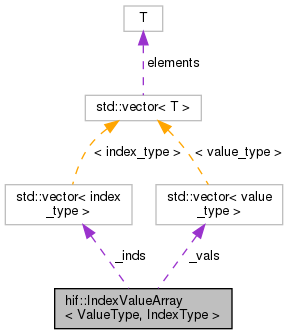 T
elements
std::vector< T >
< index_type >
< value_type >
std::vector< index
_type >
std::vector< value
_type >
_inds
_vals
hif::IndexValueArray
< ValueType, IndexType >